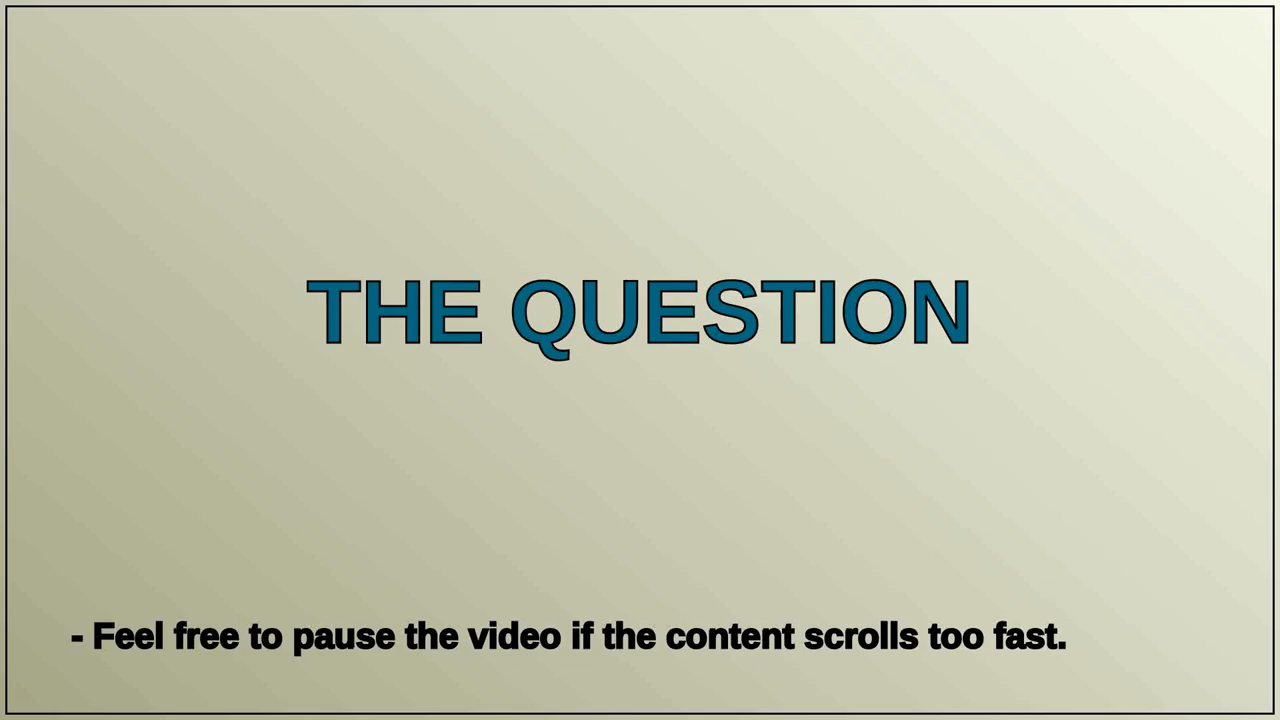 THE QUESTION
- Feel free to pause the video if the content scrolls too fast.